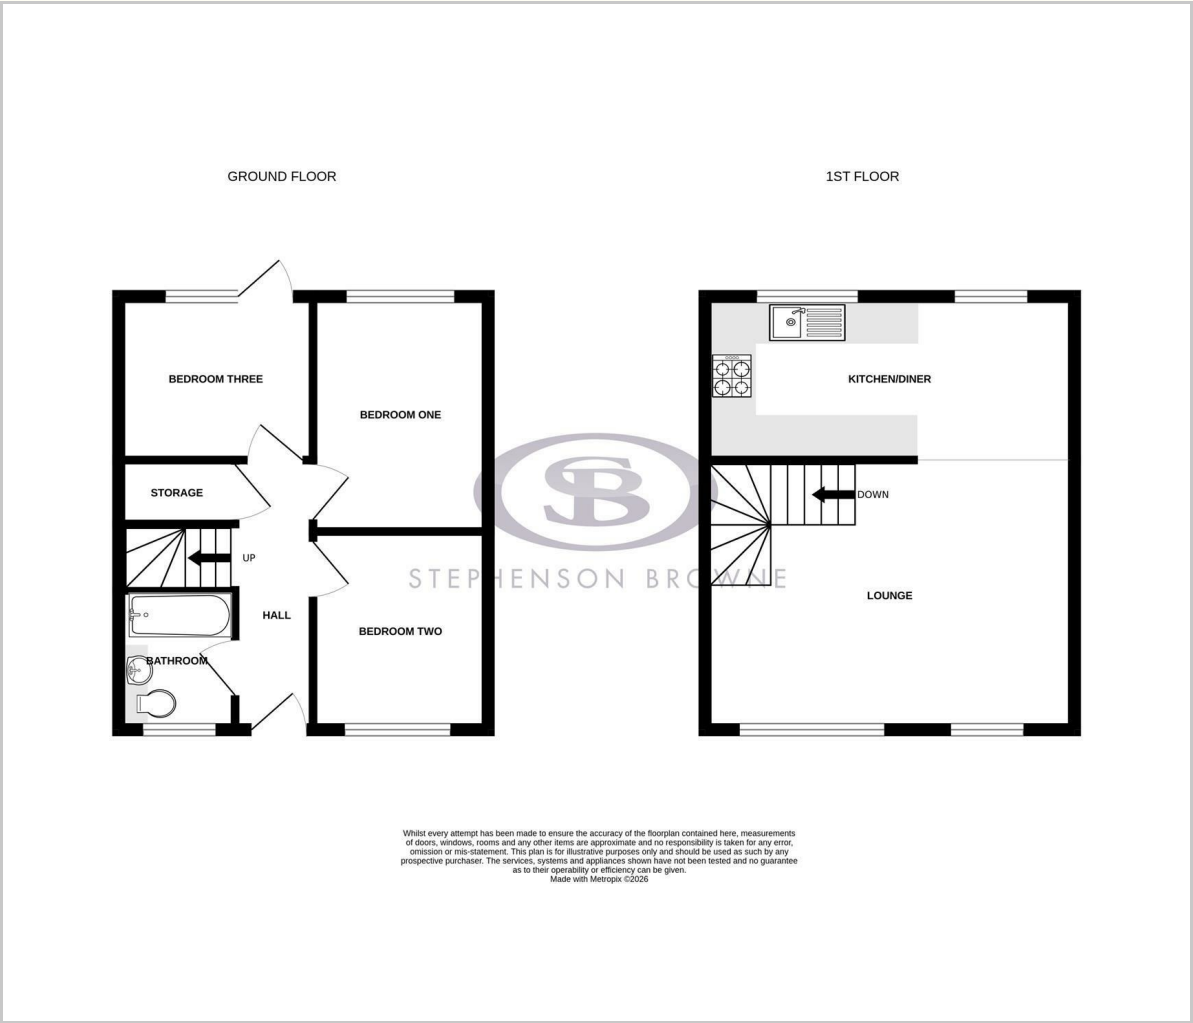 GROUND FLOOR
1ST FLOOR
BEDROOM THREE
BEDROOM ONE
STORAGE
UP
HALL
BATHROOM
BEDROOM TWO
KITCHEN/DINER
DOWN
LOUNGE
SB
STEPHENSON BROWNE
Whilst every attempt has been made to ensure the accuracy of the floorplan contained here, measurements
of doors, windows, rooms and any other items are approximate and no responsibility is taken for any error,
omission or mis-statement. This plan is for illustrative purposes only and should be used as such by any
prospective purchaser. The services, systems and appliances shown have not been tested and no guarantee
as to their operability or efficiency can be given.
Made with Metropix ©2026